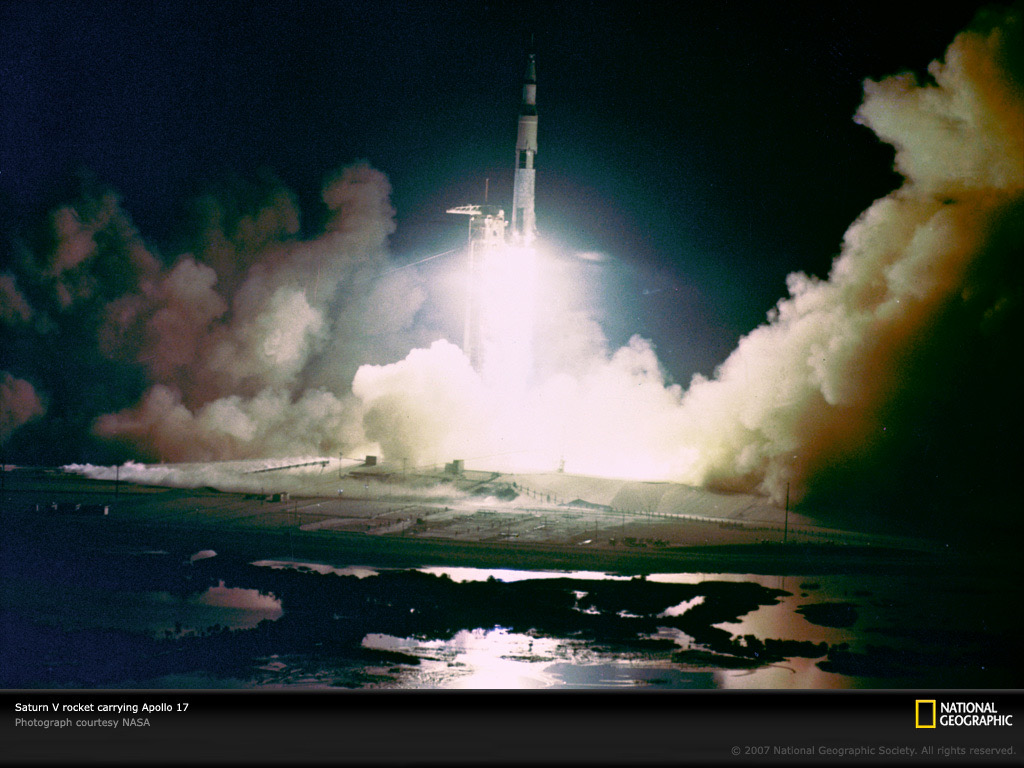 Saturn V rocket carrying Apollo 17
Photograph courtesy NASA
NATIONAL
GEOGRAPHIC
© 2007 National Geographic Society. All rights reserved.